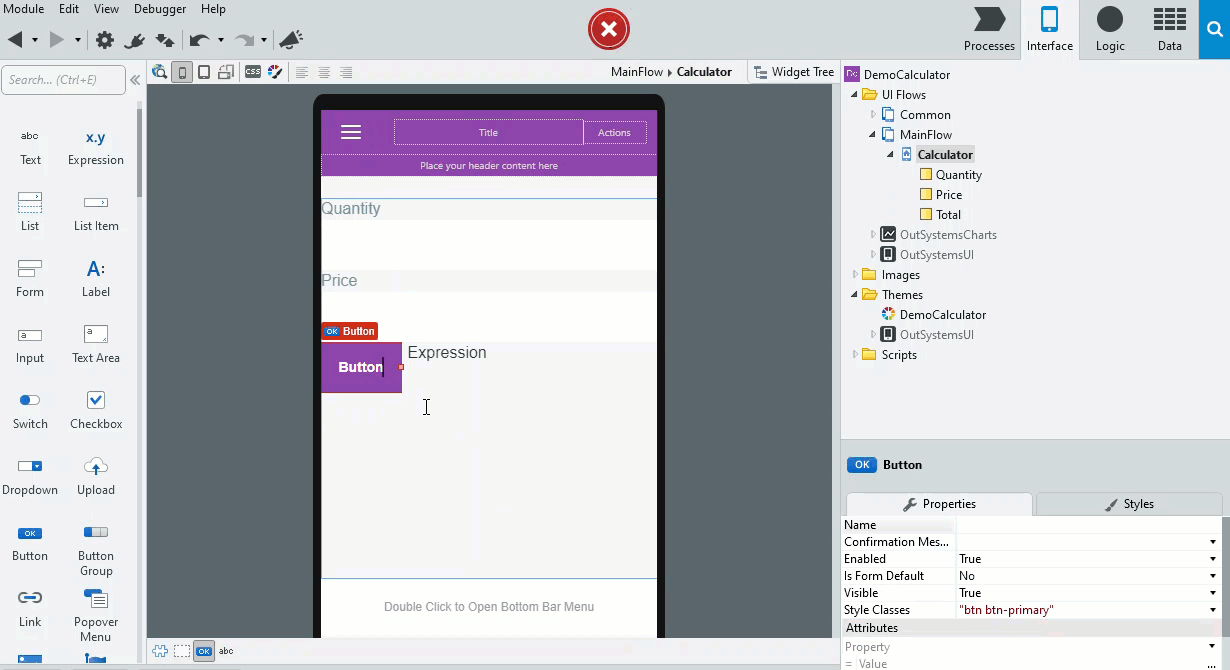 Module Edit View Debugger Help
Processes Interface Logic Data
Search... (Ctrl+E)
CSS
MainFlow Calculator Widget Tree
abc x.y
Text Expression
List List Item
A:
Form Label
a a
Input Text Area
Switch Checkbox
Dropdown Upload
OK
Button Button Group
Link Popover Menu
Title Actions
Place your header content here
Quantity
Price
OK Button
Button Expression
Double Click to Open Bottom Bar Menu
OK abc
DemoCalculator
UI Flows
Common
MainFlow
Calculator
Quantity
Price
Total
OutSystemsCharts
OutSystemsUI
Images
Themes
DemoCalculator
OutSystemsUI
Scripts
OK Button
Properties Styles
Name
Confirmation Mes...
Enabled True
Is Form Default No
Visible True
Style Classes "btn btn-primary"
Attributes
Property
= Value ...